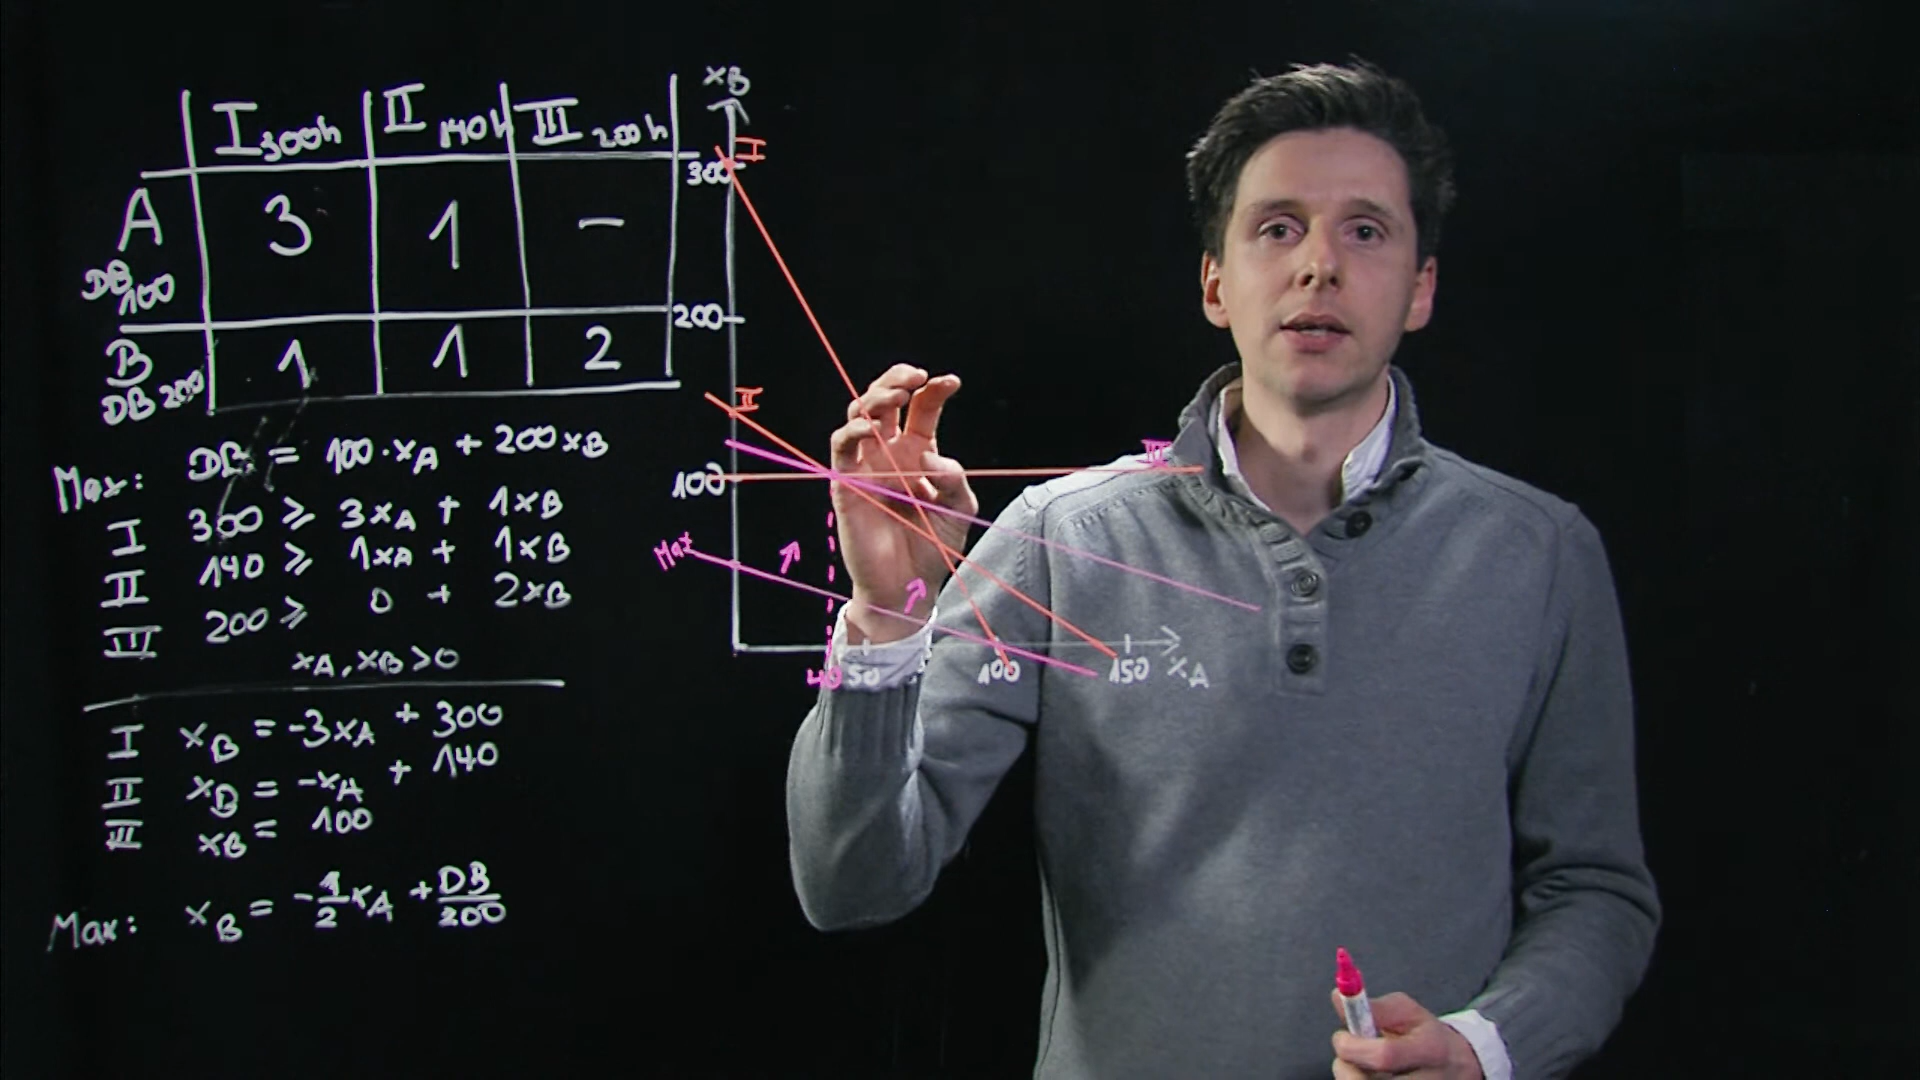 I 300h II 140h III 200h
A 3 1 –
DB 100
B 1 1 2
DB 200
Max: DB = 100·xA + 200xB
I 300 ≥ 3xA + 1xB
II 140 ≥ 1xA + 1xB
III 200 ≥ 0 + 2xB
xA, xB > 0
I xB = -3xA + 300
II xB = -xA + 140
III xB = 100
Max: xB = -1/2 xA + DB/200
xB
I
300
200
II
III
100
Max
40 50 100 150 xA